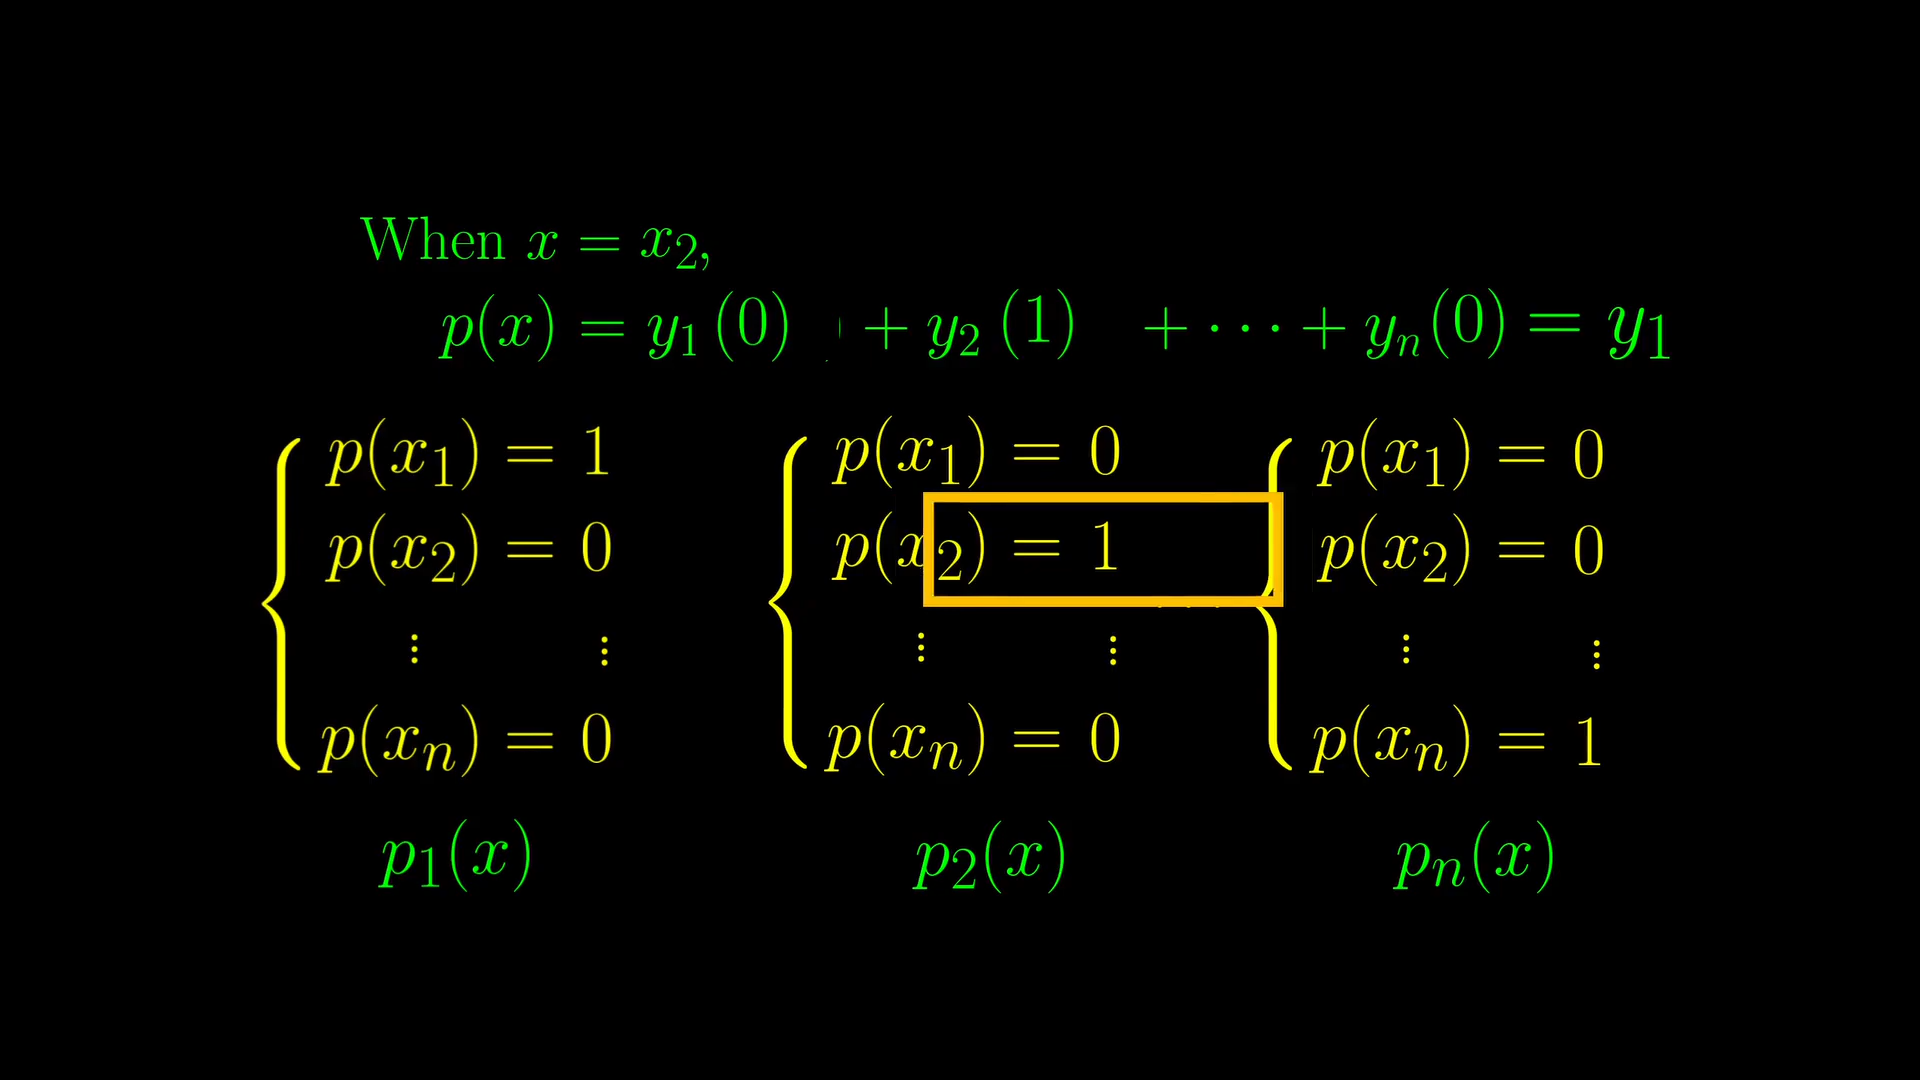 When x = x₂,
p(x) = y₁ (0) + y₂ (1) + ⋯ + yₙ(0) = y₁
p(x₁) = 1 p(x₁) = 0 p(x₁) = 0
p(x₂) = 0 p(x₂) = 1 p(x₂) = 0
⋮ ⋮ ⋮ ⋮ ⋮ ⋮
p(xₙ) = 0 p(xₙ) = 0 p(xₙ) = 1
p₁(x) p₂(x) pₙ(x)